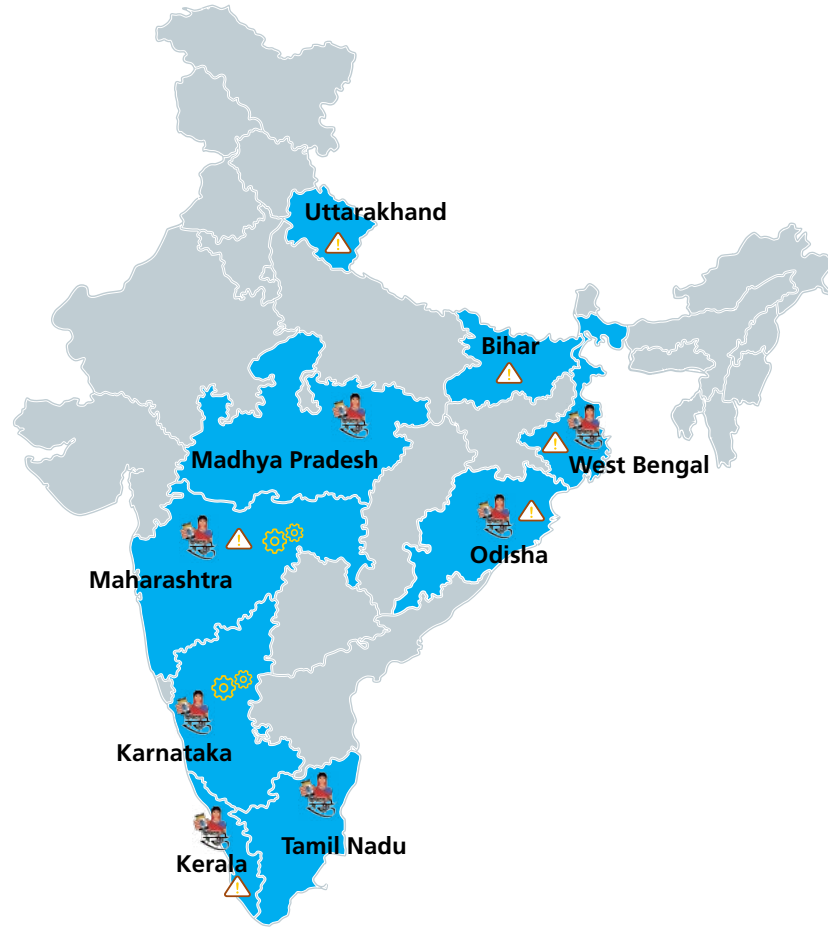 Uttarakhand
Bihar
Madhya Pradesh
West Bengal
Odisha
Maharashtra
Karnataka
Tamil Nadu
Kerala